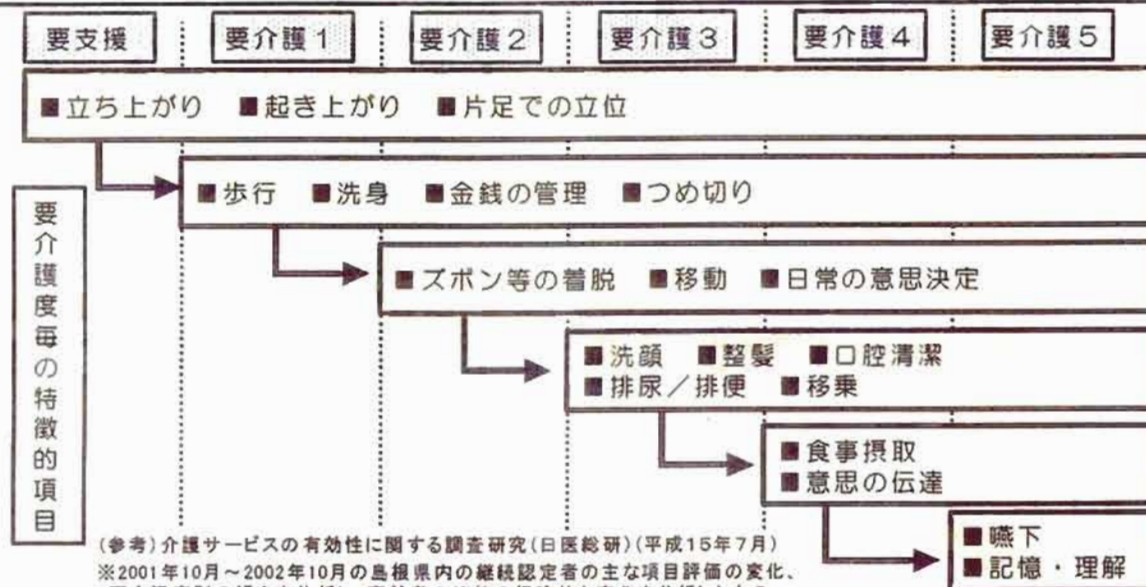 要支援 要介護1 要介護2 要介護3 要介護4 要介護5
■立ち上がり ■起き上がり ■片足での立位
■歩行 ■洗身 ■金銭の管理 ■つめ切り
■ズボン等の着脱 ■移動 ■日常の意思決定
■洗顔 ■整髪 ■口腔清潔
■排尿/排便 ■移乗
■食事摂取
■意思の伝達
■嚥下
■記憶・理解
要介護度毎の特徴的項目
(参考)介護サービスの有効性に関する調査研究(日医総研)(平成15年7月)
※2001年10月~2002年10月の島根県内の継続認定者の主な項目評価の変化、